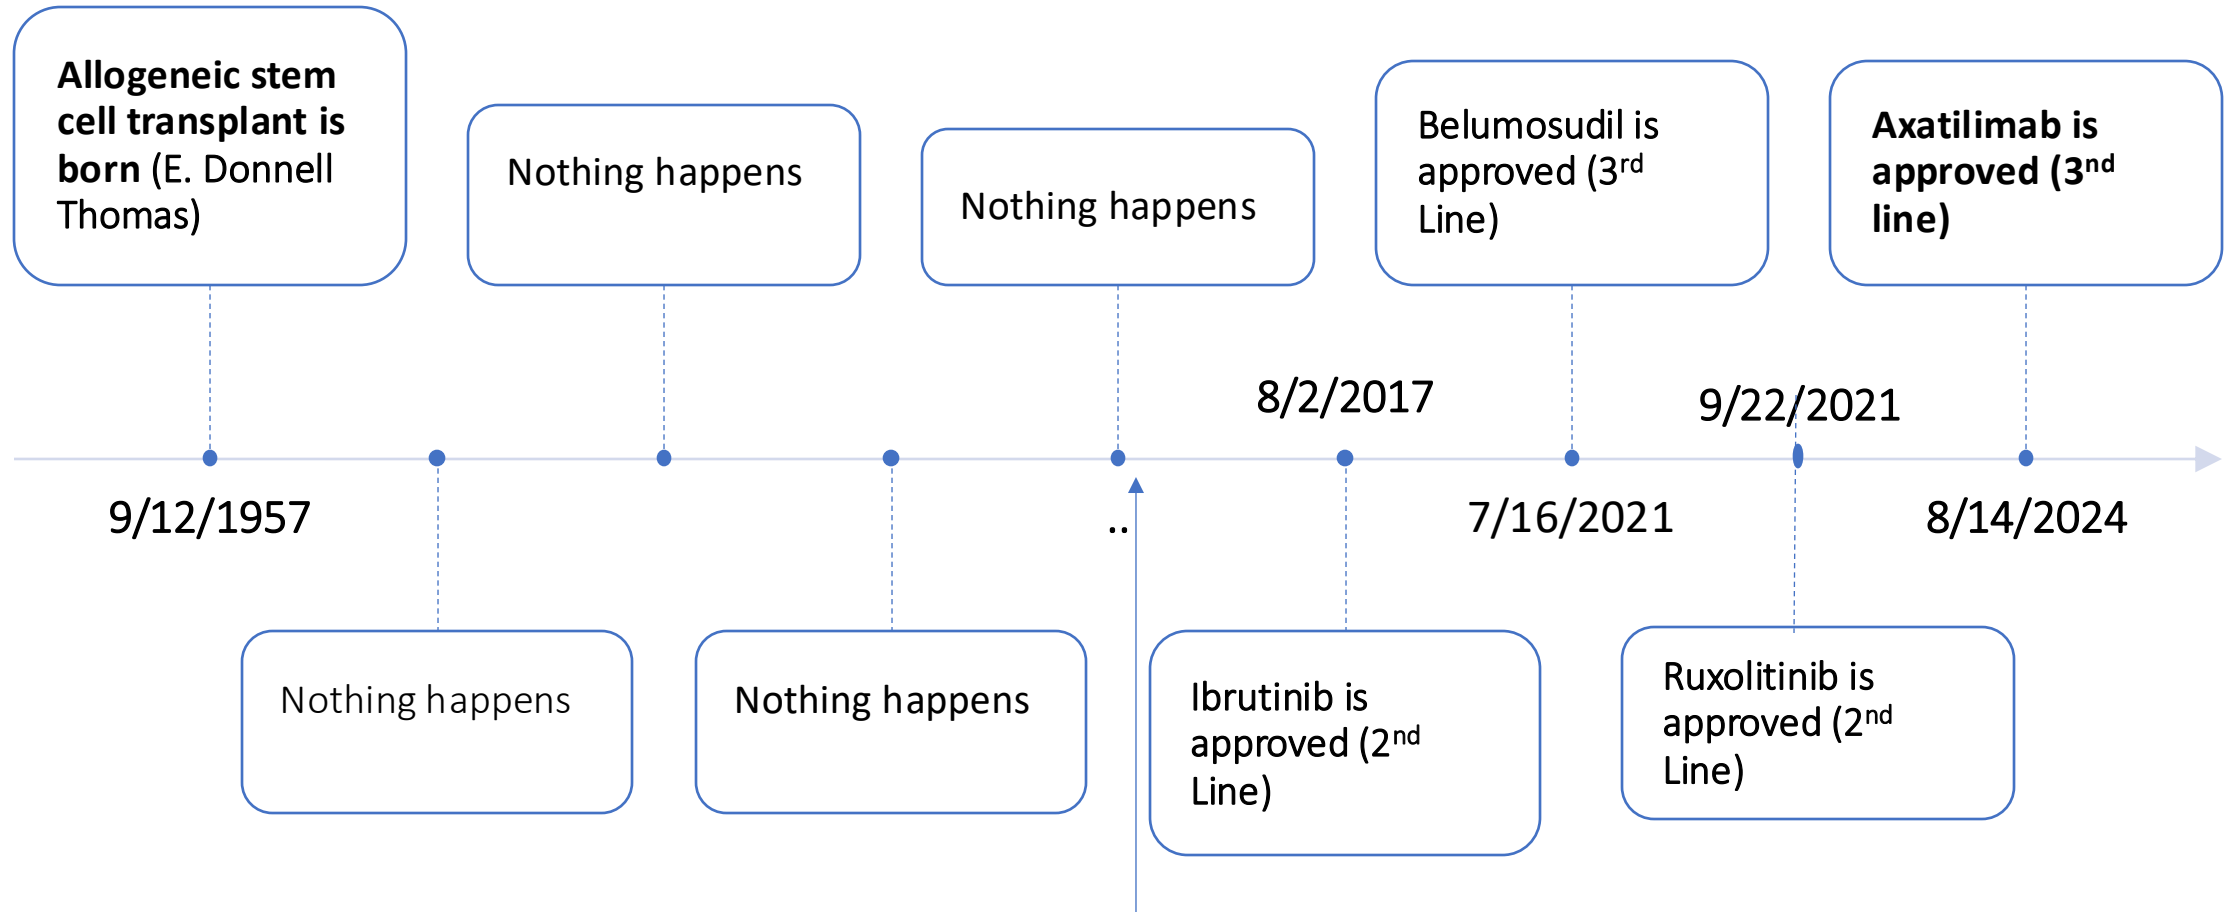 Allogeneic stem
cell transplant is
born (E. Donnell
Thomas)
Nothing happens
Nothing happens
Belumosudil is
approved (3rd
Line)
Axatilimab is
approved (3nd
line)
8/2/2017
9/22/2021
9/12/1957
..
7/16/2021
8/14/2024
Nothing happens
Nothing happens
Ibrutinib is
approved (2nd
Line)
Ruxolitinib is
approved (2nd
Line)